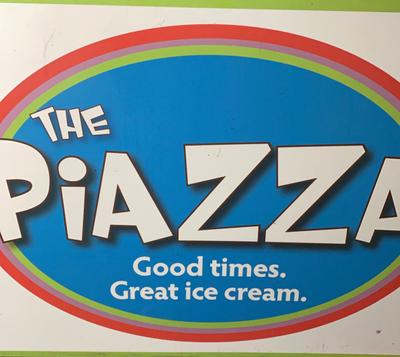 THE
PiAZZA
Good times.
Great ice cream.